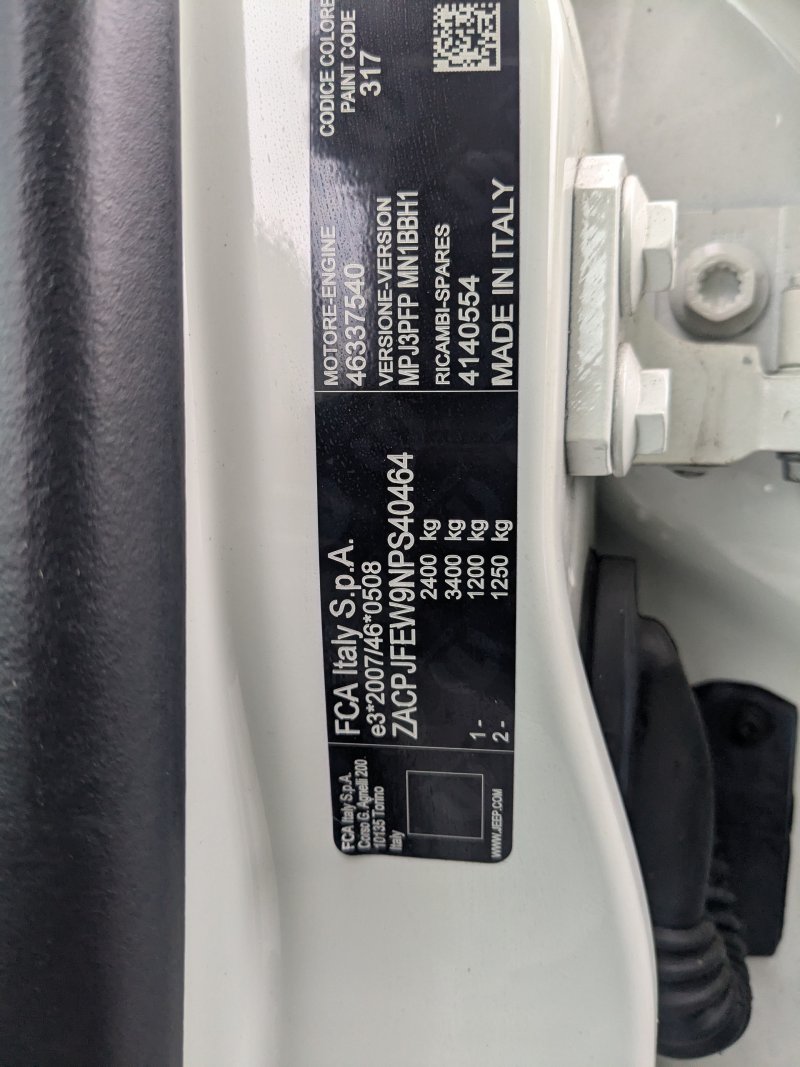 FCA Italy S.p.A.
Corso G. Agnelli 200.
10135 Torino
Italy
WWW.JEEP.COM
FCA Italy S.p.A.
e3*2007/46*0508
ZACPJFEW9NPS40464
2400 kg
3400 kg
1 - 1200 kg
2 - 1250 kg
MOTORE-ENGINE
46337540
VERSIONE-VERSION
MPJ3PFP MN1BBH1
RICAMBI-SPARES
4140554
MADE IN ITALY
CODICE COLORE
PAINT CODE
317